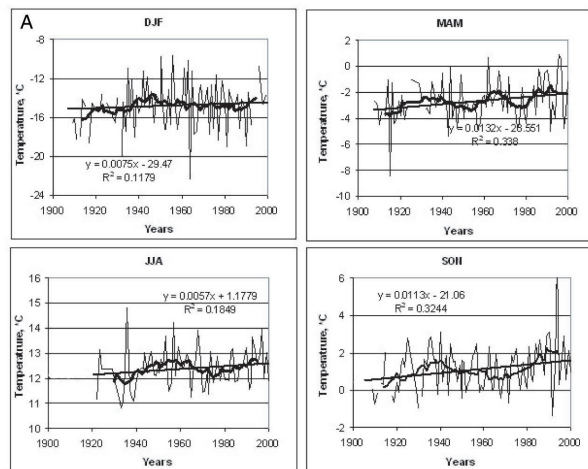 A
DJF
Temperatrure, °C
-8
-12
-16
-20
-24
y = 0.0075x - 29.47
R² = 0.1179
1900 1920 1940 1960 1980 2000
Years
MAM
Temperatrure, °C
2
0
-2
-4
-6
-8
-10
y = 0.0132x - 28.551
R² = 0.338
1900 1920 1940 1960 1980 2000
Years
JJA
Temperatrure, °C
16
15
14
13
12
11
10
y = 0.0057x + 1.1779
R² = 0.1849
1900 1920 1940 1960 1980 2000
Years
SON
Temperatrure, °C
6
4
2
0
-2
y = 0.0113x - 21.06
R² = 0.3244
1900 1920 1940 1960 1980 2000
Years